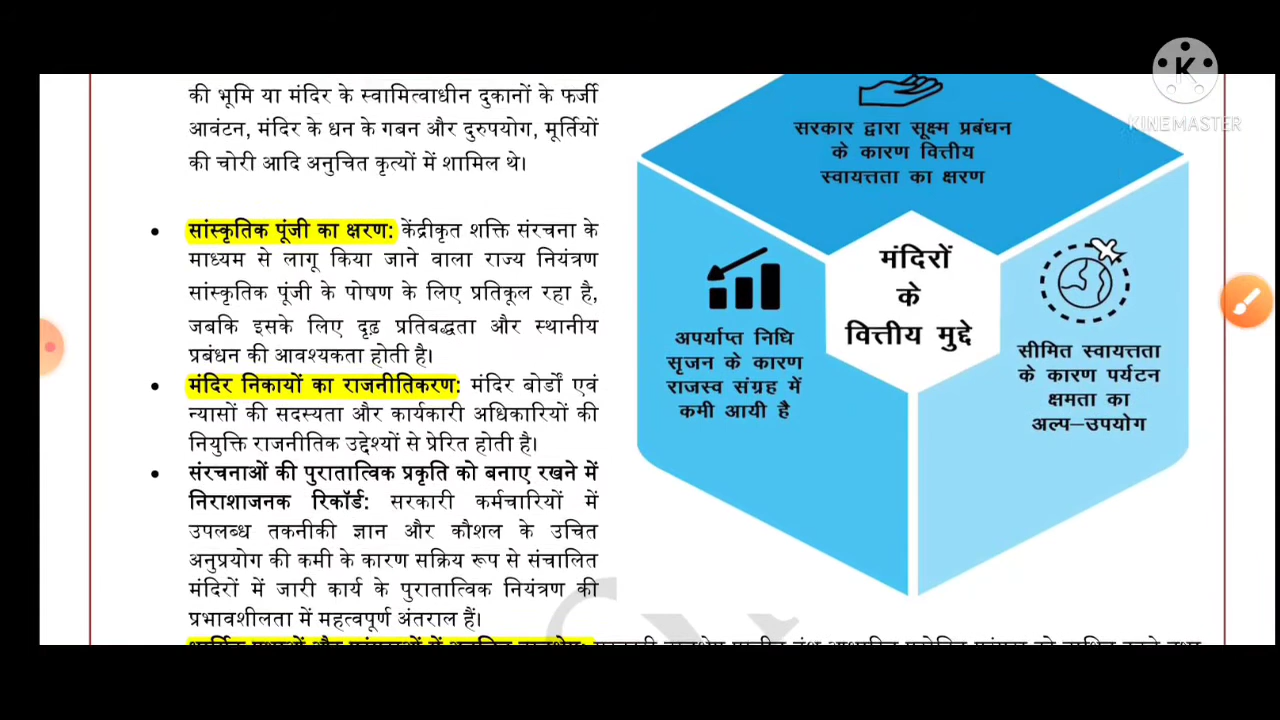 की भूमि या मंदिर के स्वामित्वाधीन दुकानों के फर्जी
आवंटन, मंदिर के धन के गबन और दुरुपयोग, मूर्तियों
की चोरी आदि अनुचित कृत्यों में शामिल थे।
सांस्कृतिक पूंजी का क्षरण: केंद्रीकृत शक्ति संरचना के
माध्यम से लागू किया जाने वाला राज्य नियंत्रण
सांस्कृतिक पूंजी के पोषण के लिए प्रतिकूल रहा है,
जबकि इसके लिए दृढ़ प्रतिबद्धता और स्थानीय
प्रबंधन की आवश्यकता होती है।
मंदिर निकायों का राजनीतिकरण: मंदिर बोर्डों एवं
न्यासों की सदस्यता और कार्यकारी अधिकारियों की
नियुक्ति राजनीतिक उद्देश्यों से प्रेरित होती है।
संरचनाओं की पुरातात्विक प्रकृति को बनाए रखने में
निराशाजनक रिकॉर्ड: सरकारी कर्मचारियों में
उपलब्ध तकनीकी ज्ञान और कौशल के उचित
अनुप्रयोग की कमी के कारण सक्रिय रूप से संचालित
मंदिरों में जारी कार्य के पुरातात्विक नियंत्रण की
प्रभावशीलता में महत्वपूर्ण अंतराल हैं।
सरकार द्वारा सूक्ष्म प्रबंधन
के कारण वित्तीय
स्वायत्तता का क्षरण
मंदिरों
के
वित्तीय मुद्दे
अपर्याप्त निधि
सृजन के कारण
राजस्व संग्रह में
कमी आयी है
सीमित स्वायत्तता
के कारण पर्यटन
क्षमता का
अल्प–उपयोग
K
KINEMASTER